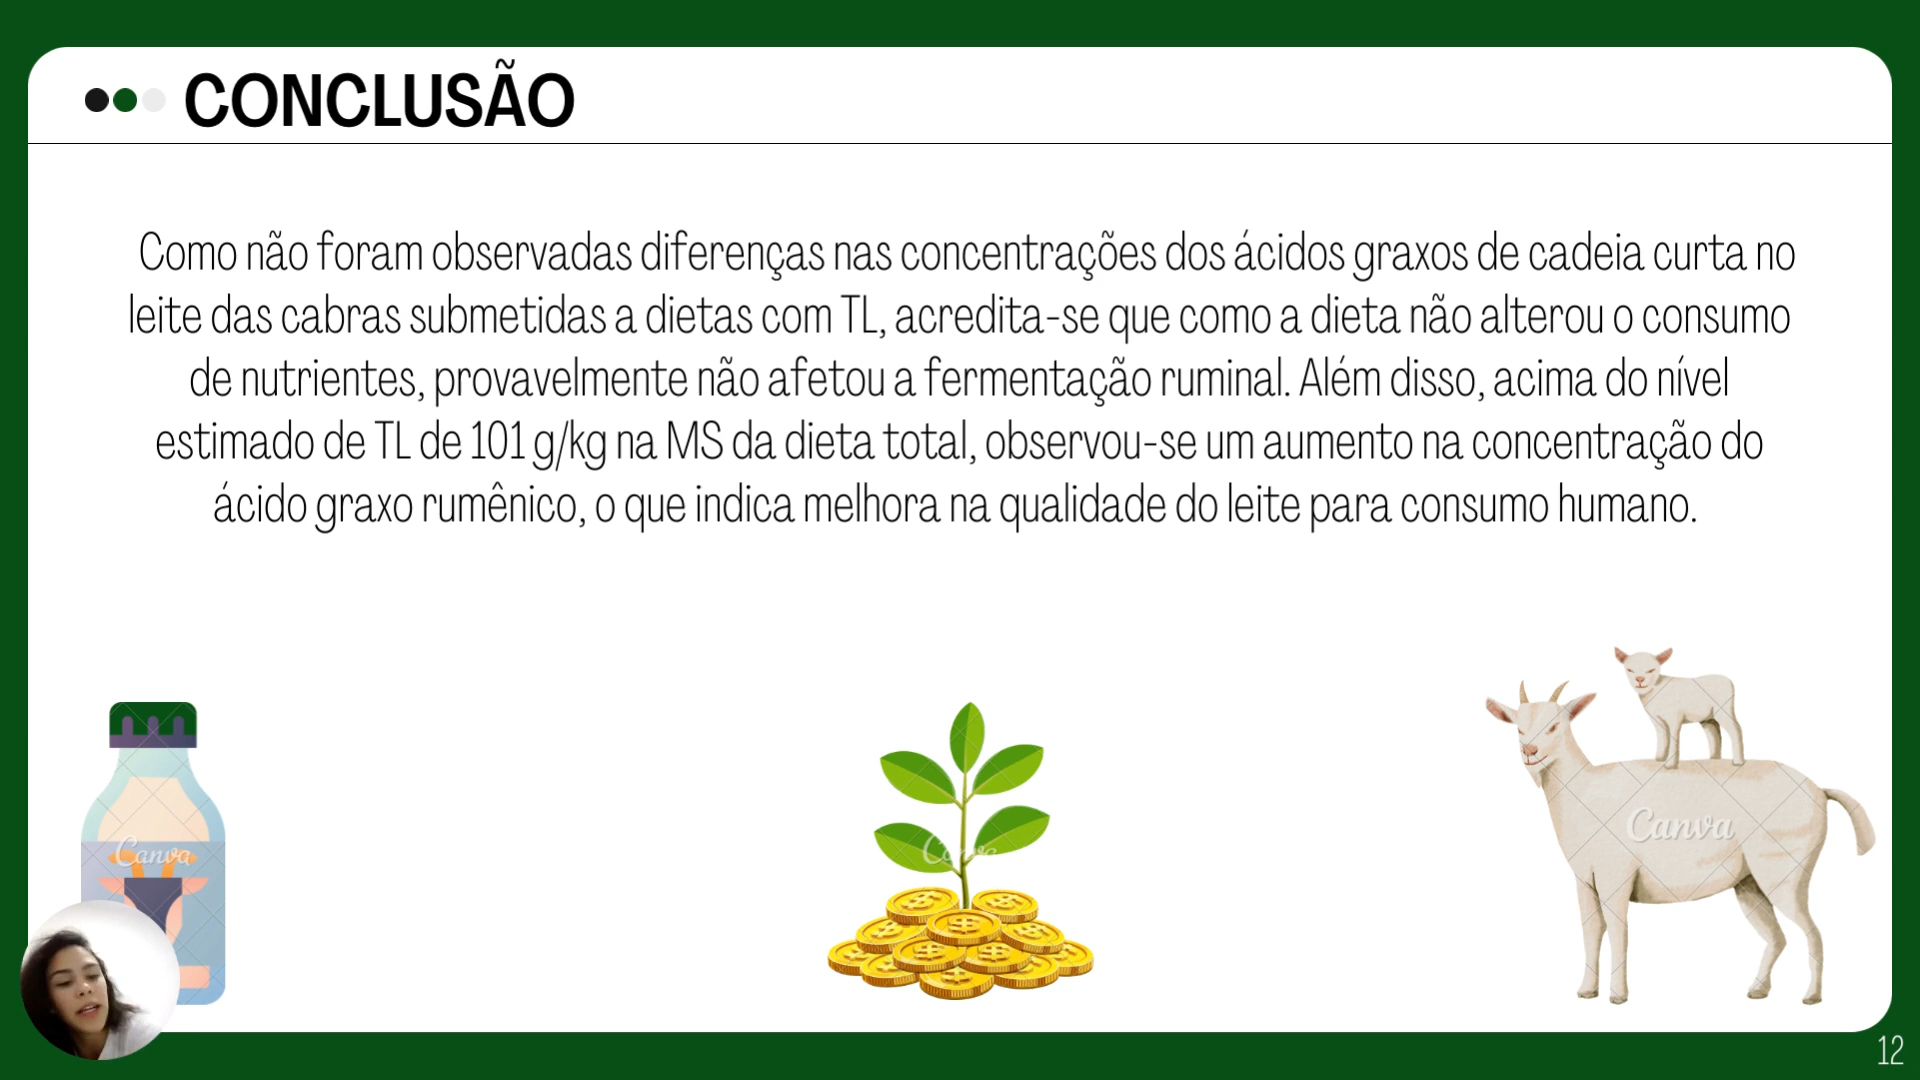 CONCLUSÃO
Como não foram observadas diferenças nas concentrações dos ácidos graxos de cadeia curta no
leite das cabras submetidas a dietas com TL, acredita-se que como a dieta não alterou o consumo
de nutrientes, provavelmente não afetou a fermentação ruminal. Além disso, acima do nível
estimado de TL de 101 g/kg na MS da dieta total, observou-se um aumento na concentração do
ácido graxo rumênico, o que indica melhora na qualidade do leite para consumo humano.
Canva
Canva
Canva
12